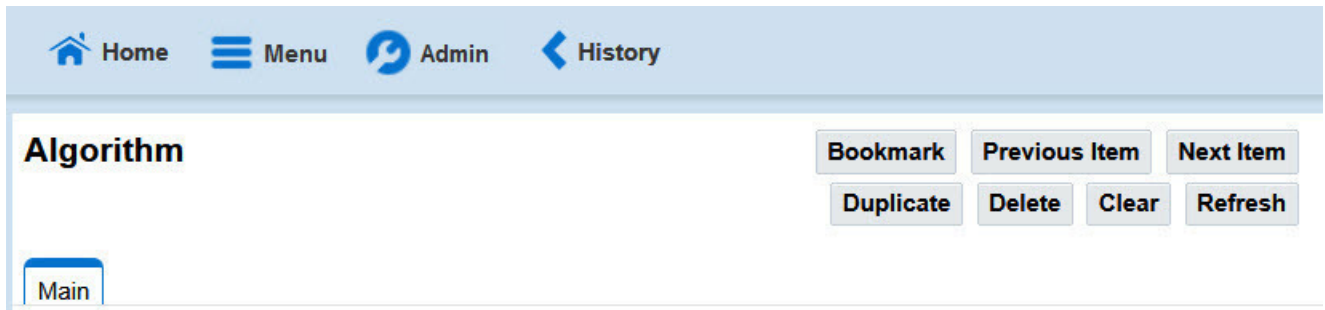 Home Menu Admin History
Algorithm
Bookmark Previous Item Next Item
Duplicate Delete Clear Refresh
Main